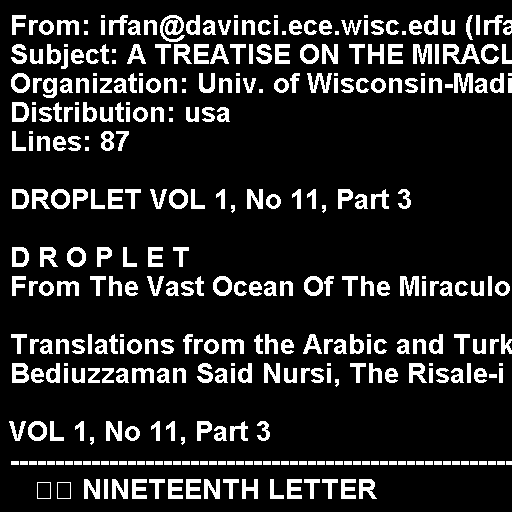 From: irfan@davinci.ece.wisc.edu (Irfa
Subject: A TREATISE ON THE MIRACL
Organization: Univ. of Wisconsin-Madi
Distribution: usa
Lines: 87
DROPLET VOL 1, No 11, Part 3
D R O P L E T
From The Vast Ocean Of The Miraculo
Translations from the Arabic and Turk
Bediuzzaman Said Nursi, The Risale-i
VOL 1, No 11, Part 3
-------------------------------------------------------
NINETEENTH LETTER